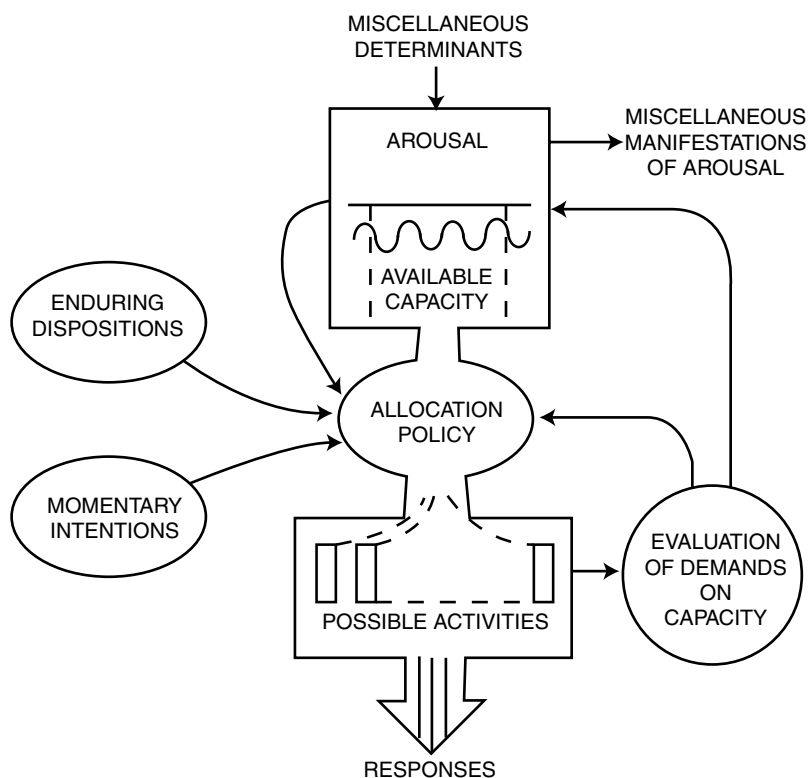 MISCELLANEOUS
DETERMINANTS
AROUSAL
MISCELLANEOUS
MANIFESTATIONS
OF AROUSAL
AVAILABLE
CAPACITY
ENDURING
DISPOSITIONS
ALLOCATION
POLICY
MOMENTARY
INTENTIONS
EVALUATION
OF DEMANDS
ON
CAPACITY
POSSIBLE ACTIVITIES
RESPONSES